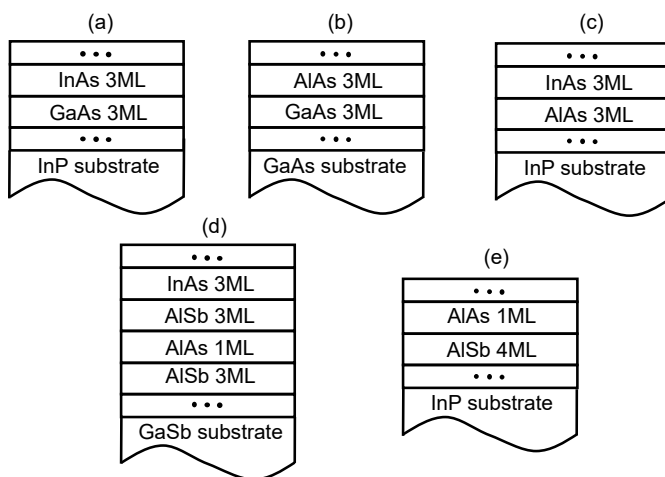 (a)
• • •
InAs 3ML
GaAs 3ML
• • •
InP substrate
(b)
• • •
AlAs 3ML
GaAs 3ML
• • •
GaAs substrate
(c)
• • •
InAs 3ML
AlAs 3ML
• • •
InP substrate
(d)
• • •
InAs 3ML
AlSb 3ML
AlAs 1ML
AlSb 3ML
• • •
GaSb substrate
(e)
• • •
AlAs 1ML
AlSb 4ML
• • •
InP substrate